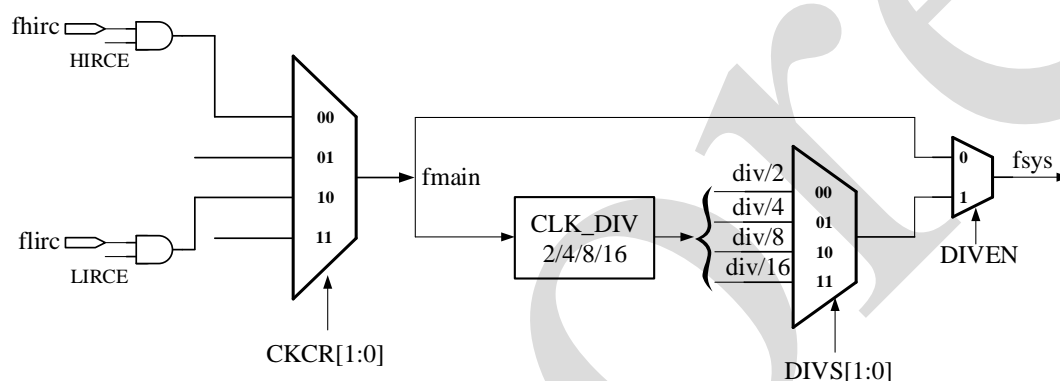 fhirc
HIRCE
flirc
LIRCE
00
01
10
11
CKCR[1:0]
fmain
CLK_DIV
2/4/8/16
div/2
div/4
div/8
div/16
00
01
10
11
DIVS[1:0]
0
1
DIVEN
fsys